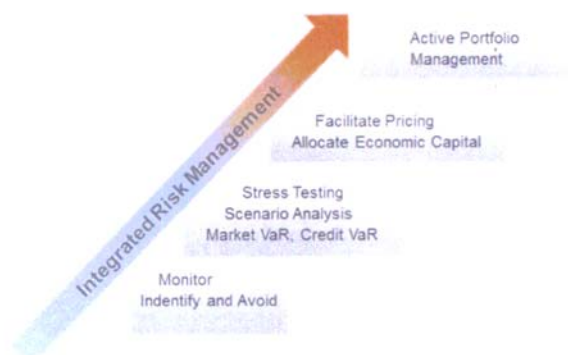 Active Portfolio
Management
Facilitate Pricing
Allocate Economic Capital
Integrated Risk Management
Stress Testing
Scenario Analysis
Market VaR, Credit VaR
Monitor
Indentify and Avoid